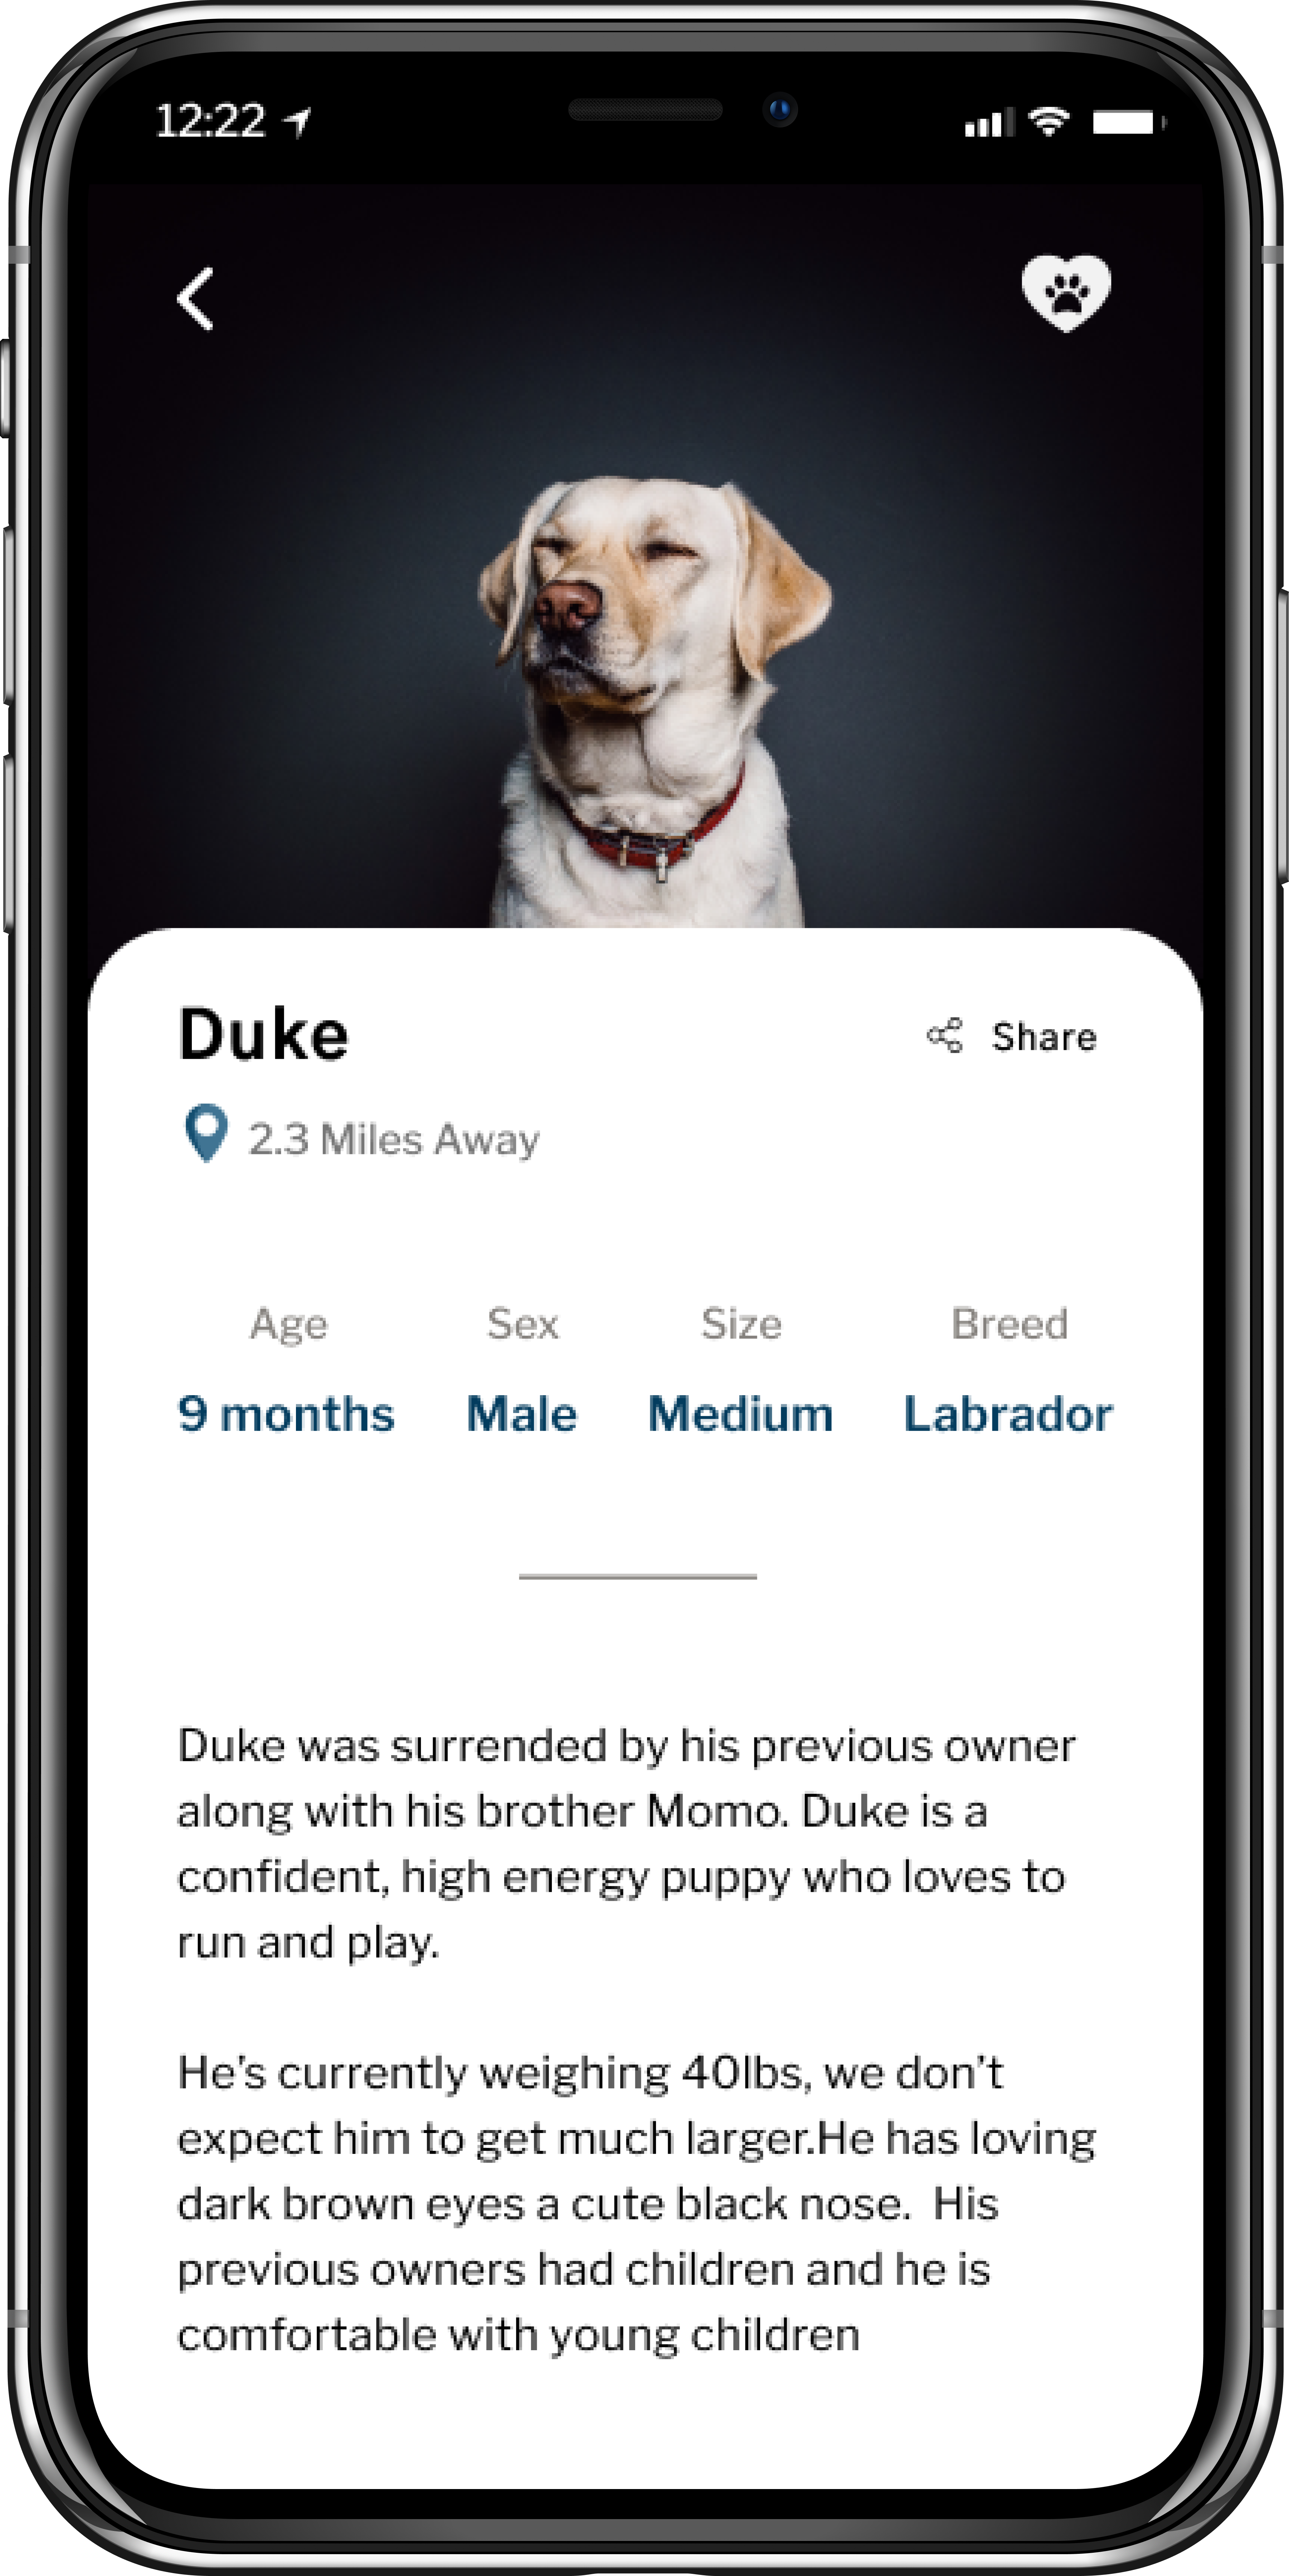 12:22
Duke
Share
2.3 Miles Away
Age Sex Size Breed
9 months Male Medium Labrador
Duke was surrended by his previous owner
along with his brother Momo. Duke is a
confident, high energy puppy who loves to
run and play.
He’s currently weighing 40lbs, we don’t
expect him to get much larger.He has loving
dark brown eyes a cute black nose.  His
previous owners had children and he is
comfortable with young children